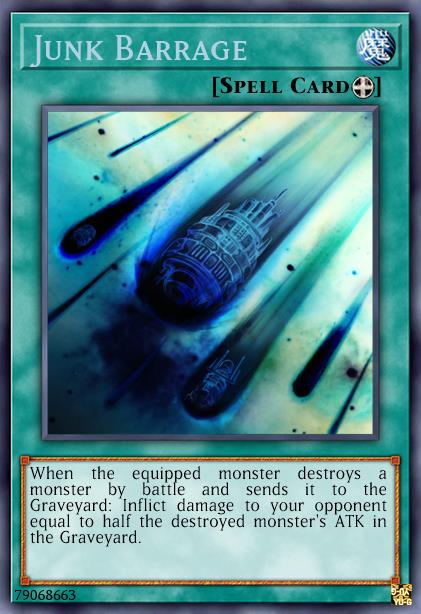 Junk Barrage
[Spell Card]
When the equipped monster destroys a
monster by battle and sends it to the
Graveyard: Inflict damage to your opponent
equal to half the destroyed monster's ATK in
the Graveyard.
79068663